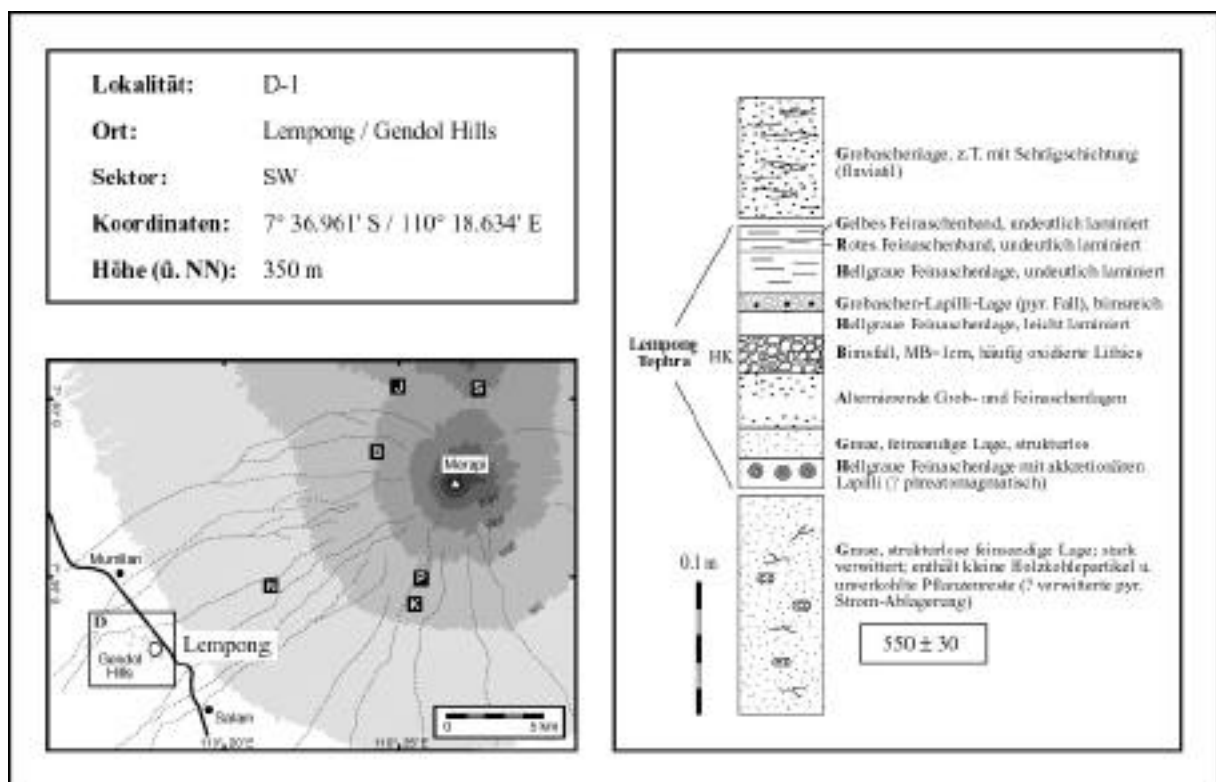 Lokalität: D-1
Ort: Lempong / Gendol Hills
Sektor: SW
Koordinaten: 7° 36.961' S / 110° 18.634' E
Höhe (ü. NN): 350 m
J
S
Merapi
Muntilan
N
P
K
D
Lempong
Gendol
Hills
Salam
0 5 km
110° 20'E
110° 25'E
Grobaschenlage, z.T. mit Schrägschichtung
(fluviatil)
Gelbes Feinaschenband, undeutlich laminiert
Rotes Feinaschenband, undeutlich laminiert
Hellgraue Feinaschenlage, undeutlich laminiert
Grobaschen-Lapilli-Lage (pyr. Fall), bimsreich
Hellgraue Feinaschenlage, leicht laminiert
Lempong
Tephra
HK
Bimsfall, MB=1cm, häufig oxidierte Lithics
Alternierende Grob- und Feinaschenlagen
Graue, feinsandige Lage, strukturlos
Hellgraue Feinaschenlage mit akkretionären
Lapilli (? phreatomagmatisch)
0.1 m
Graue, strukturlose feinsandige Lage; stark
verwittert; enthält kleine Holzkohlepartikel u.
unverkohlte Pflanzenreste (? verwitterte pyr.
Strom-Ablagerung)
550 ± 30